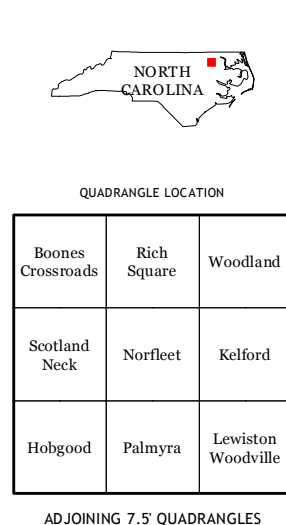 NORTH
CAROLINA
QUADRANGLE LOCATION
Boones
Crossroads
Rich
Square
Woodland
Scotland
Neck
Norfleet
Kelford
Hobgood
Palmyra
Lewiston
Woodville
ADJOINING 7.5' QUADRANGLES